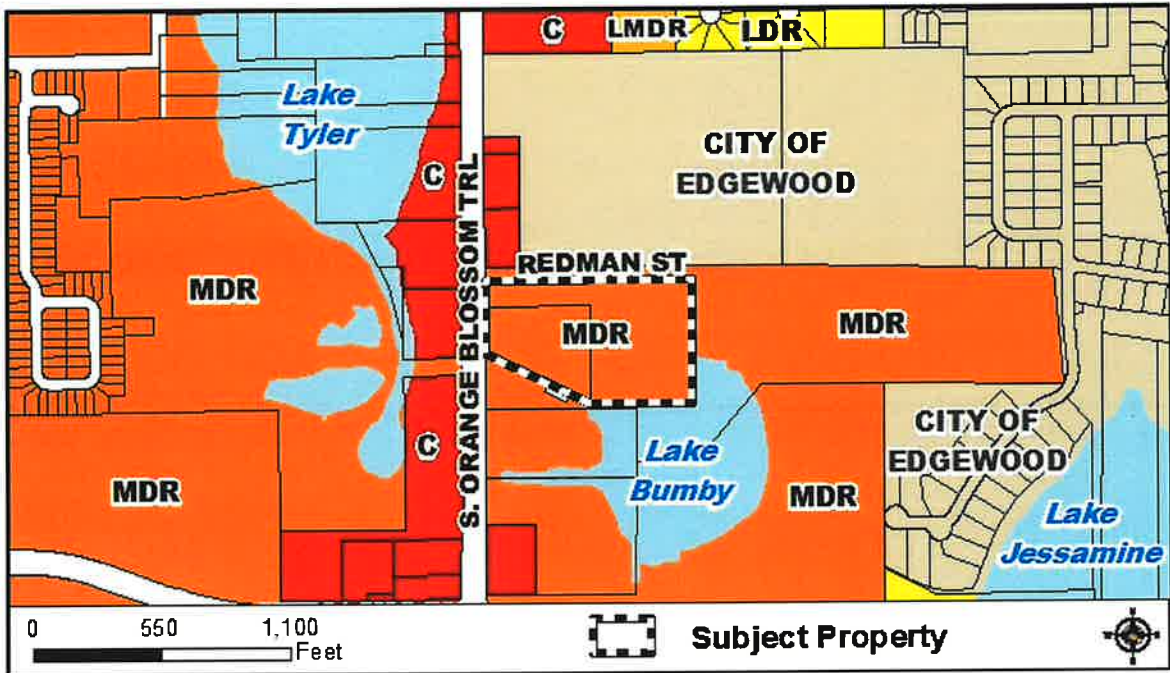 C
LMDR
LDR
Lake
Tyler
CITY OF
EDGEWOOD
C
S. ORANGE BLOSSOM TRL
REDMAN ST
MDR
MDR
MDR
C
CITY OF
EDGEWOOD
Lake
Bumby
MDR
MDR
Lake
Jessamine
0 550 1,100
Feet
Subject Property